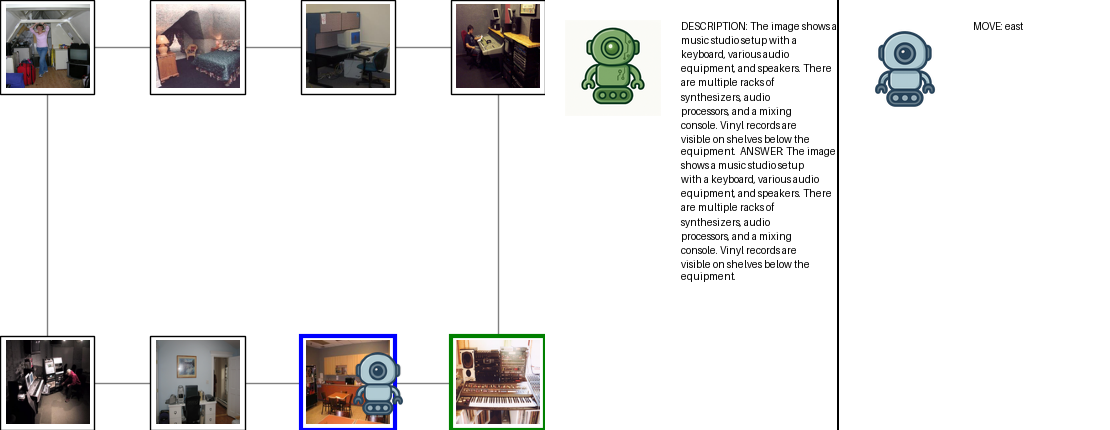 DESCRIPTION: The image shows a
music studio setup with a
keyboard, various audio
equipment, and speakers. There
are multiple racks of
synthesizers, audio
processors, and a mixing
console. Vinyl records are
visible on shelves below the
equipment.  ANSWER: The image
shows a music studio setup
with a keyboard, various audio
equipment, and speakers. There
are multiple racks of
synthesizers, audio
processors, and a mixing
console. Vinyl records are
visible on shelves below the
equipment.
MOVE: east